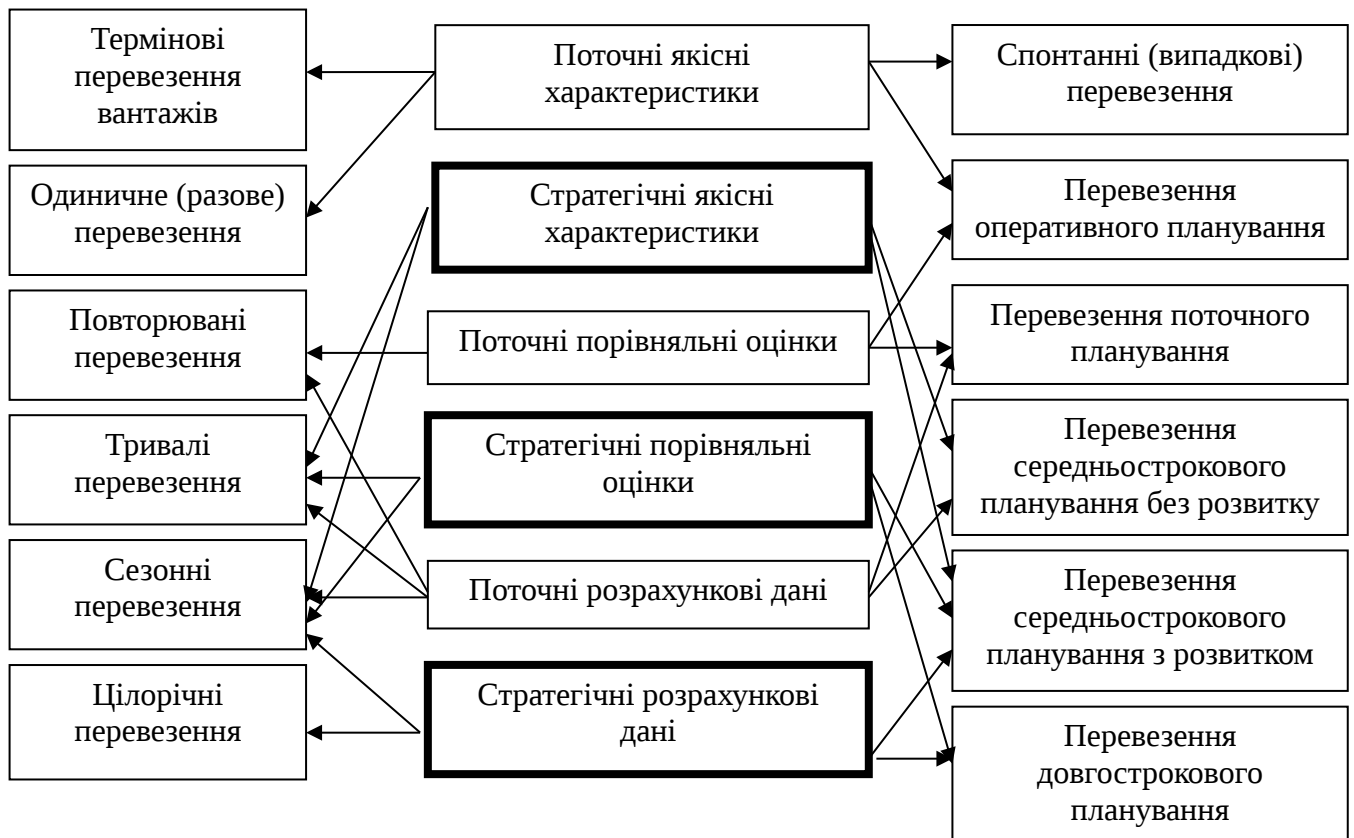 Термінові
перевезення
вантажів
Одиничне (разове)
перевезення
Повторювані
перевезення
Тривалі
перевезення
Сезонні
перевезення
Цілорічні
перевезення
Поточні якісні
характеристики
Стратегічні якісні
характеристики
Поточні порівняльні оцінки
Стратегічні порівняльні
оцінки
Поточні розрахункові дані
Стратегічні розрахункові
дані
Спонтанні (випадкові)
перевезення
Перевезення
оперативного планування
Перевезення поточного
планування
Перевезення
середньострокового
планування без розвитку
Перевезення
середньострокового
планування з розвитком
Перевезення
довгострокового
планування